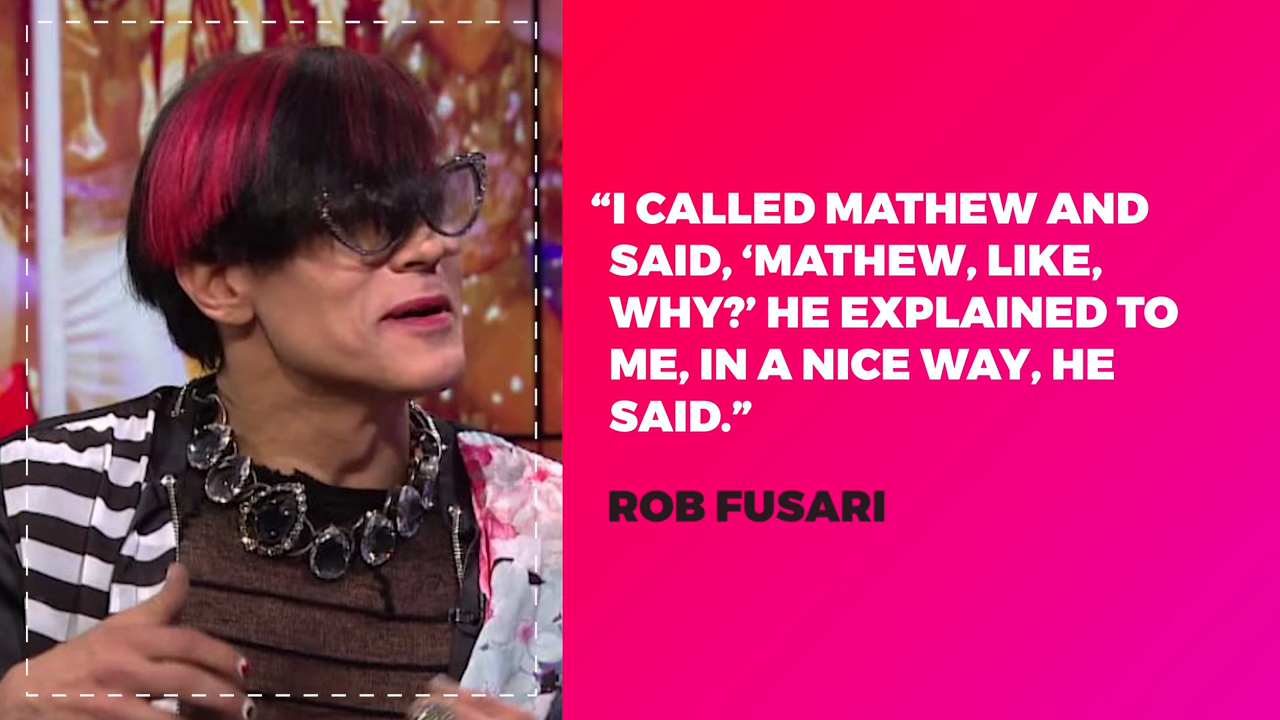 “I CALLED MATHEW AND
SAID, ‘MATHEW, LIKE,
WHY?’ HE EXPLAINED TO
ME, IN A NICE WAY, HE
SAID.”
ROB FUSARI